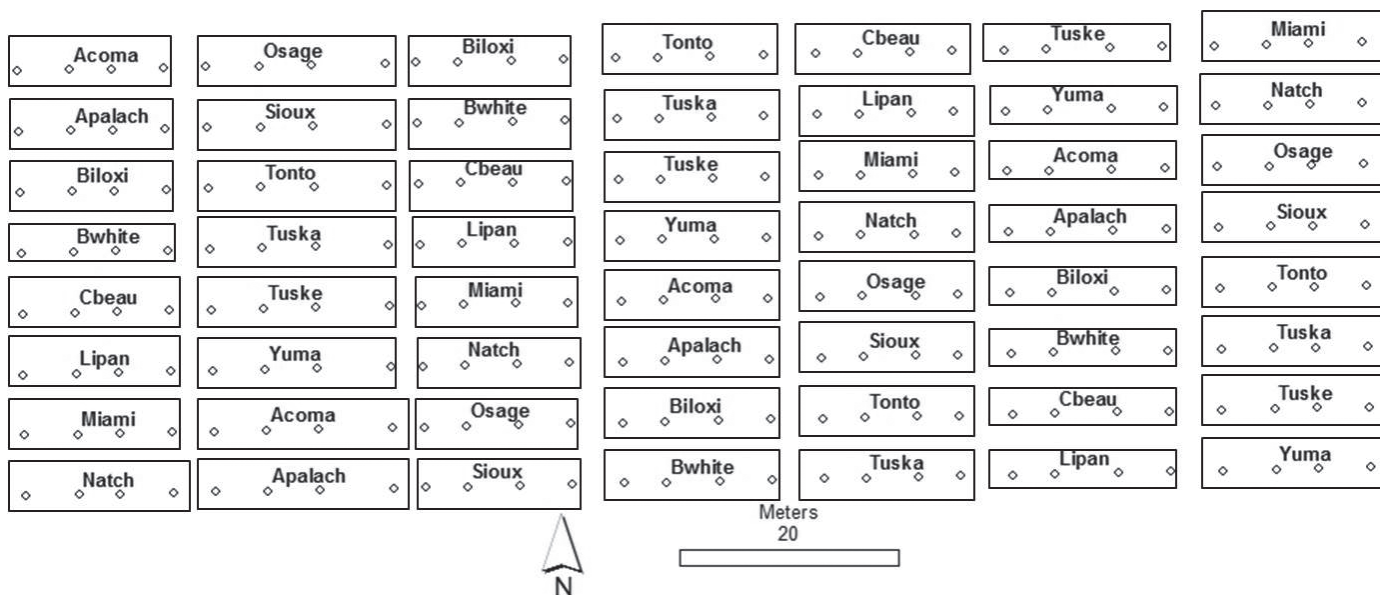 Acoma Osage Biloxi Tonto Cbeau Tuske Miami
Apalach Sioux Bwhite Tuska Lipan Yuma Natch
Biloxi Tonto Cbeau Tuske Miami Acoma Osage
Bwhite Tuska Lipan Yuma Natch Apalach Sioux
Cbeau Tuske Miami Acoma Osage Biloxi Tonto
Lipan Yuma Natch Apalach Sioux Bwhite Tuska
Miami Acoma Osage Biloxi Tonto Cbeau Tuske
Natch Apalach Sioux Bwhite Tuska Lipan Yuma
Meters
20
N